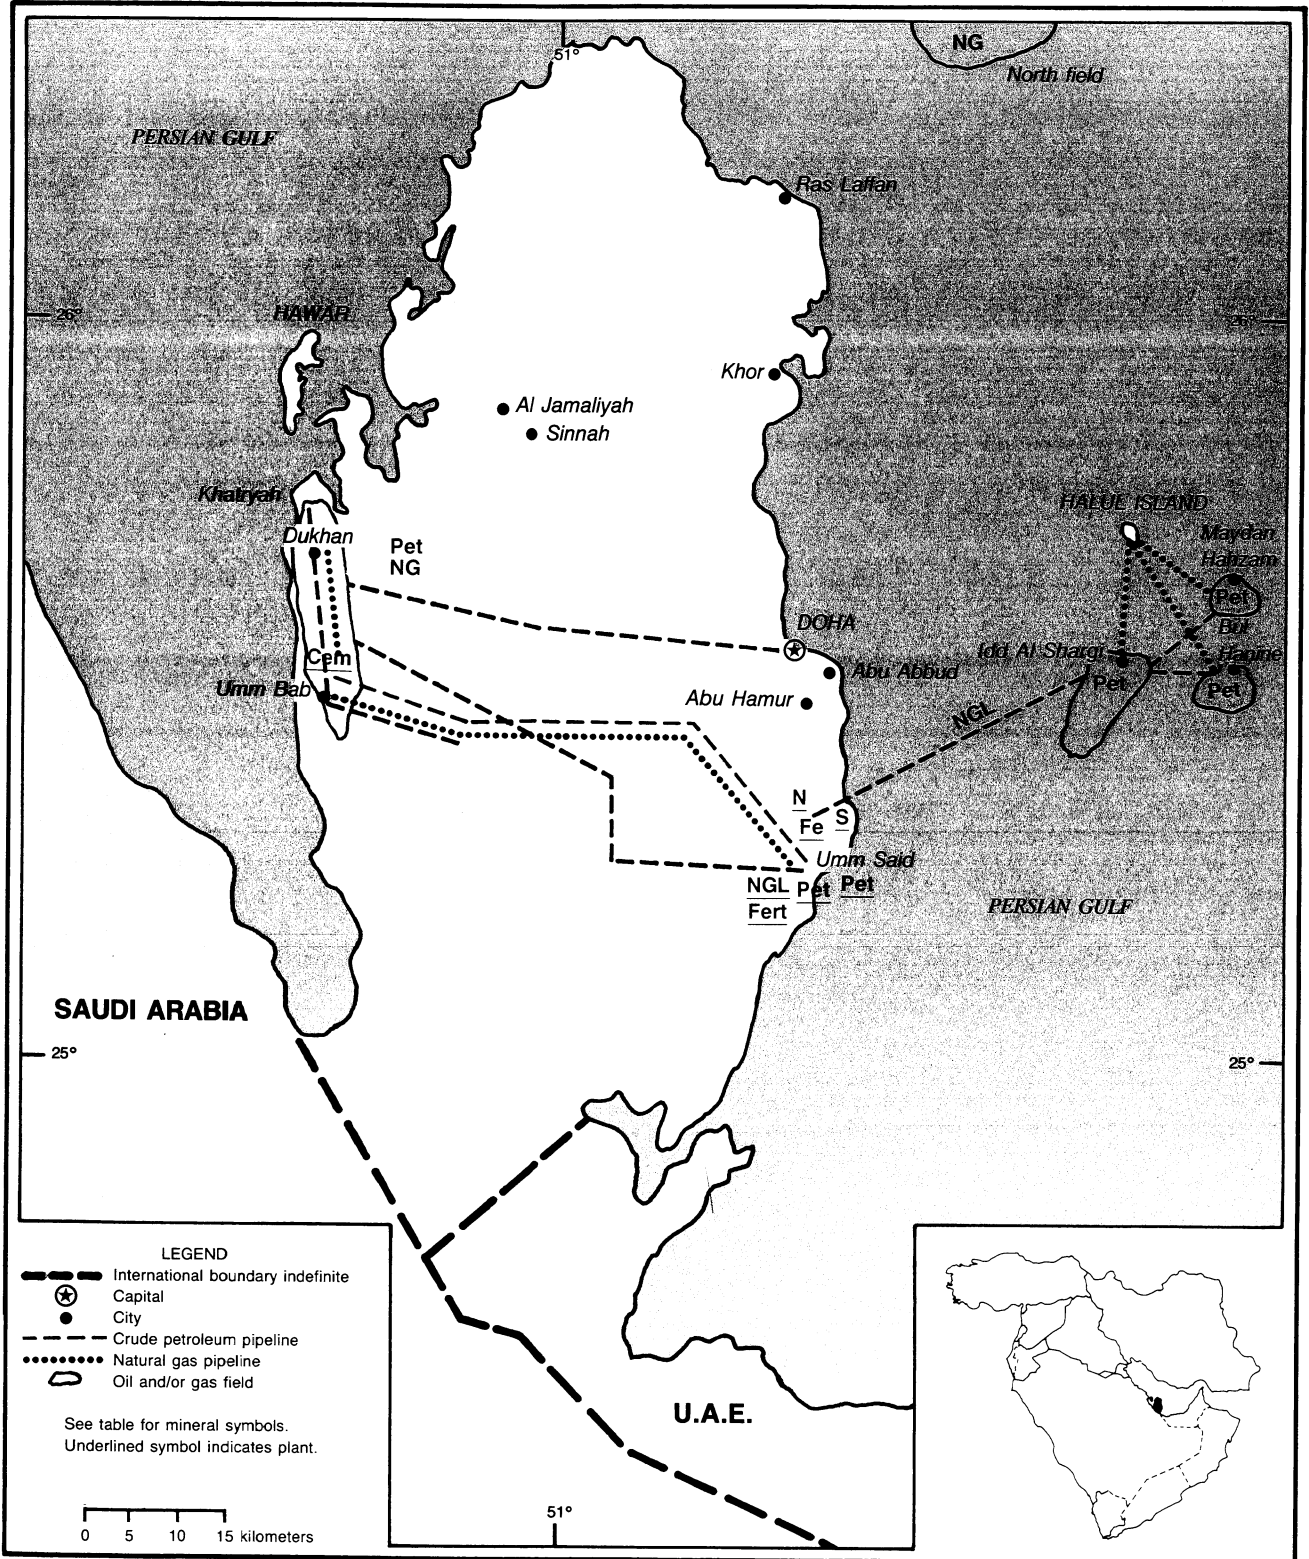 51°
NG
North field
PERSIAN GULF
Ras Laffan
26°
HAWAR
26°
Khor
Al Jamaliyah
Sinnah
Khatryah
HALUL ISLAND
Dukhan
Maydan
Hahzam
Pet
NG
Pet
DOHA
Bul
Hanine
Idd Al Shargi
Cem
Abu Abbud
Umm Bab
Abu Hamur
Pet
Pet
NGL
N
Fe
S
Umm Said
NGL
Pet
Pet
Fert
PERSIAN GULF
SAUDI ARABIA
25°
25°
U.A.E.
51°
LEGEND
International boundary indefinite
Capital
City
Crude petroleum pipeline
Natural gas pipeline
Oil and/or gas field
See table for mineral symbols.
Underlined symbol indicates plant.
0 5 10 15 kilometers